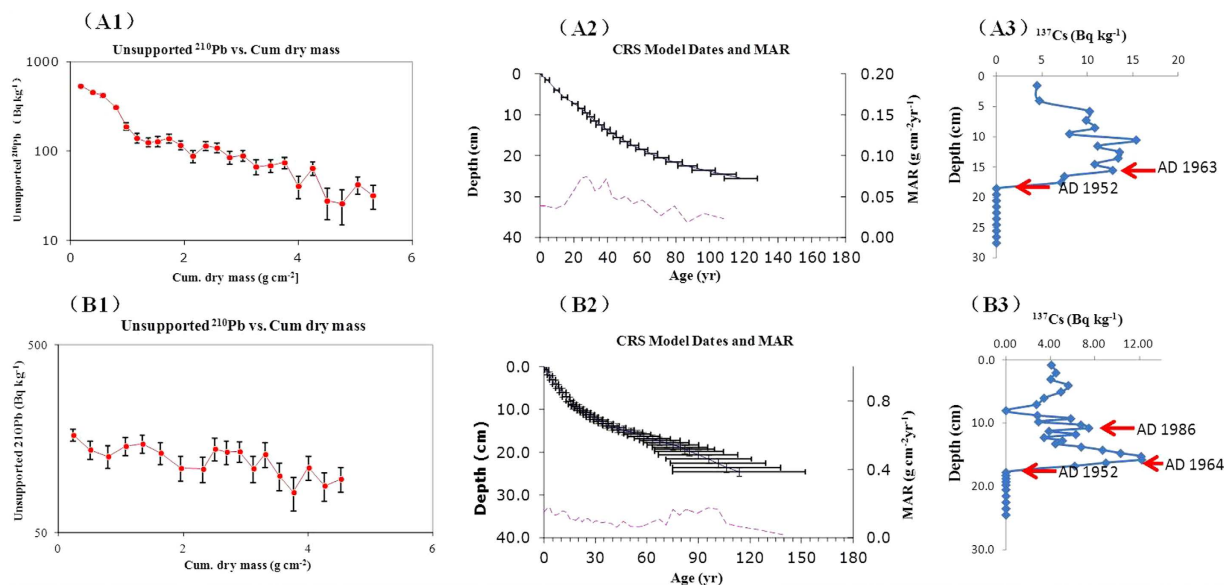 （A1）
Unsupported ²¹⁰Pb vs. Cum dry mass
Unsupported ²¹⁰Pb （Bq kg⁻¹)
1000
100
10
0
2
4
6
Cum. dry mass (g cm⁻²]
（A2）
CRS Model Dates and MAR
Depth (cm)
0
10
20
30
40
0.20
0.15
0.10
0.05
0.00
MAR (g cm⁻²yr⁻¹)
0 20 40 60 80 100 120 140 160 180
Age (yr)
（A3）
¹³⁷Cs (Bq kg⁻¹)
0 5 10 15 20
Depth (cm)
0
5
10
15
20
25
30
AD 1963
AD 1952
（B1）
Unsupported ²¹⁰Pb vs. Cum dry mass
Unsupported 210Pb (Bq kg⁻¹)
500
50
0
2
4
6
Cum. dry mass (g cm⁻²)
（B2）
CRS Model Dates and MAR
Depth (cm)
0.0
10.0
20.0
30.0
40.0
0.8
0.4
0.0
MAR (g cm⁻²yr⁻¹)
0 30 60 90 120 150 180
Age (yr)
（B3）
¹³⁷Cs (Bq kg⁻¹)
0.00 4.00 8.00 12.00
Depth (cm)
0.0
10.0
20.0
30.0
AD 1986
AD 1964
AD 1952